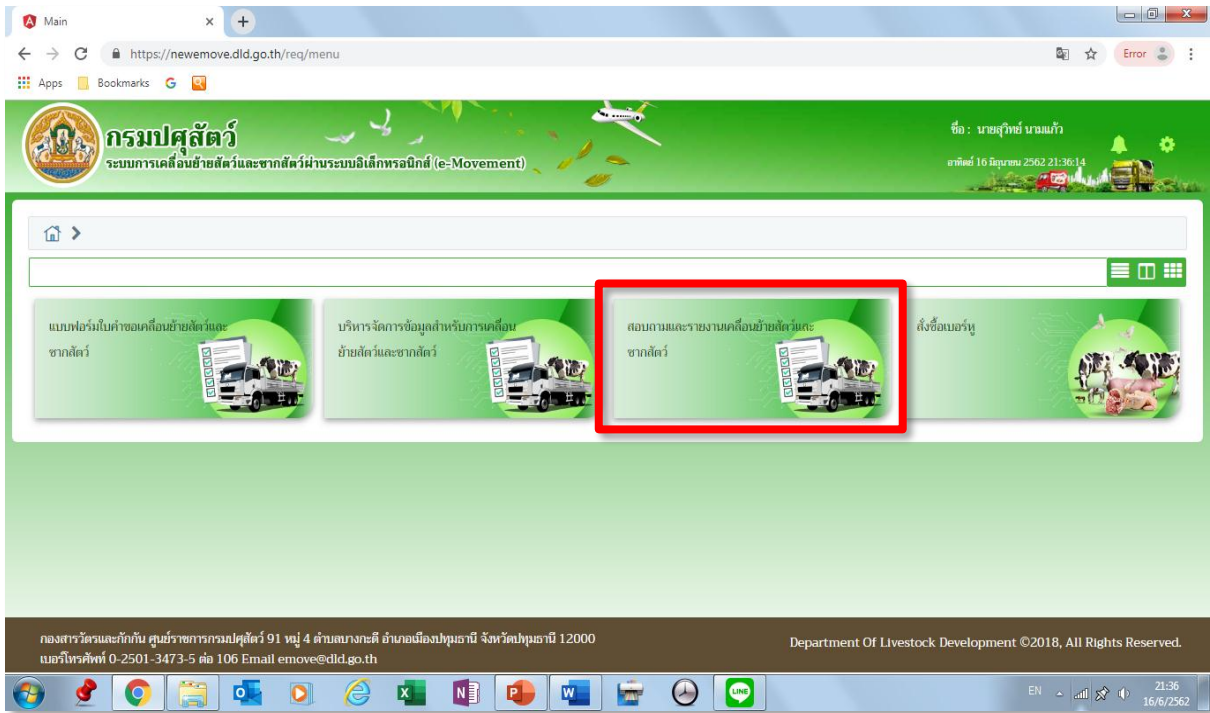 Main
https://newemove.dld.go.th/req/menu
Error
Apps
Bookmarks
กรมปศุสัตว์
ระบบการเคลื่อนย้ายสัตว์และซากสัตว์ผ่านระบบอิเล็กทรอนิกส์ (e-Movement)
ชื่อ : นายสุวิทย์ นามแก้ว
อาทิตย์ 16 มิถุนายน 2562 21:36:14
แบบฟอร์มใบคำขอเคลื่อนย้ายสัตว์และ
ซากสัตว์
บริหารจัดการข้อมูลสำหรับการเคลื่อน
ย้ายสัตว์และซากสัตว์
สอบถามและรายงานเคลื่อนย้ายสัตว์และ
ซากสัตว์
สั่งซื้อเบอร์หู
กองสารวัตรและกักกัน ศูนย์ราชการกรมปศุสัตว์ 91 หมู่ 4 ตำบลบางกะดี อำเภอเมืองปทุมธานี จังหวัดปทุมธานี 12000
เบอร์โทรศัพท์ 0-2501-3473-5 ต่อ 106 Email emove@dld.go.th
Department Of Livestock Development ©2018, All Rights Reserved.
LINE
EN
21:36
16/6/2562